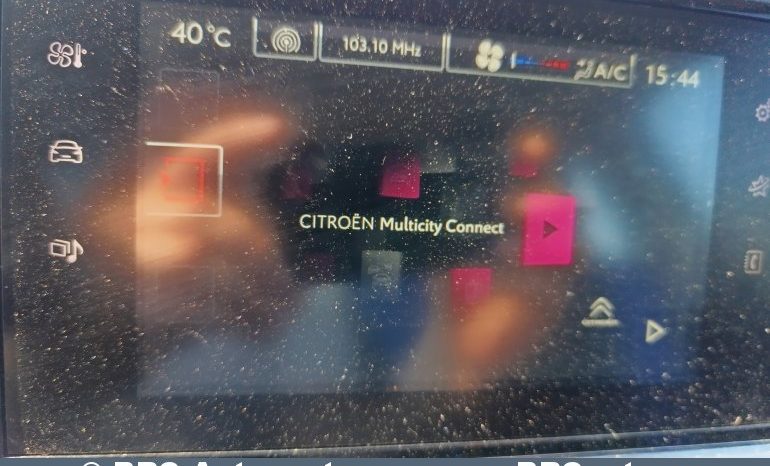 40°C
103.10 MHz
A/C
15:44
CITROËN Multicity Connect